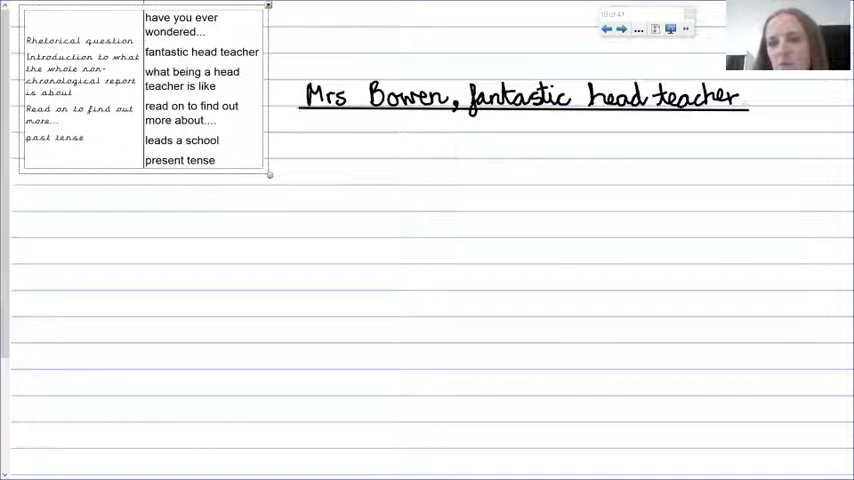 Rhetorical question
Introduction to what
the whole non-
chronological report
is about
Read on to find out
more...
past tense
have you ever
wondered...
fantastic head teacher
what being a head
teacher is like
read on to find out
more about....
leads a school
present tense
Mrs Bowen, fantastic head teacher